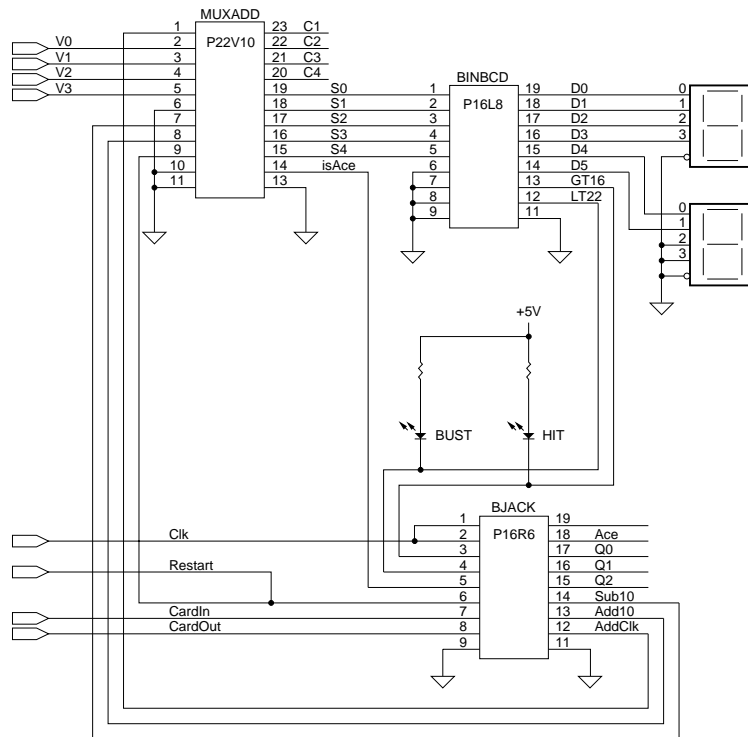 MUXADD
P22V10
1 23 C1
V0 2 22 C2
V1 3 21 C3
V2 4 20 C4
V3 5 19 S0
6 18 S1
7 17 S2
8 16 S3
9 15 S4
10 14 isAce
11 13
BINBCD
P16L8
1 19 D0 0
2 18 D1 1
3 17 D2 2
4 16 D3 3
5 15 D4
6 14 D5
7 13 GT16
8 12 LT22
9 11
0
1
2
3
+5V
BUST HIT
BJACK
P16R6
1 19
Clk 2 18 Ace
3 17 Q0
Restart 4 16 Q1
5 15 Q2
6 14 Sub10
CardIn 7 13 Add10
CardOut 8 12 AddClk
9 11